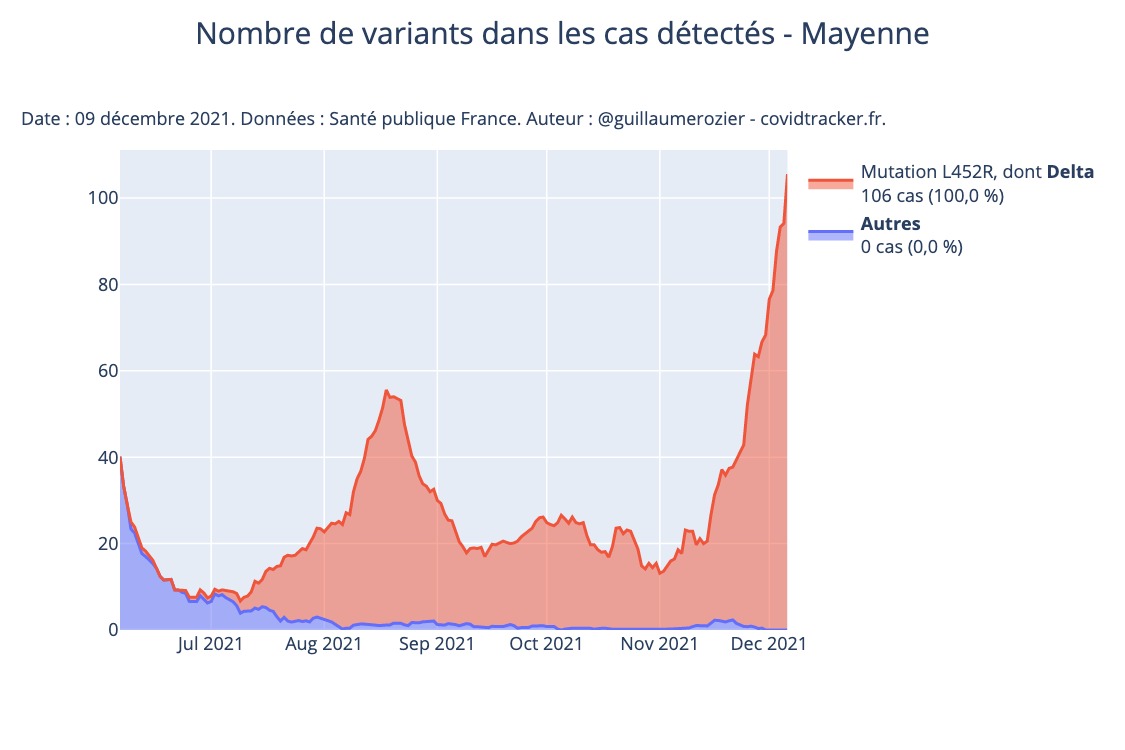 Nombre de variants dans les cas détectés - Mayenne
Date : 09 décembre 2021. Données : Santé publique France. Auteur : @guillaumerozier - covidtracker.fr.
Mutation L452R, dont Delta
106 cas (100,0 %)
Autres
0 cas (0,0 %)
100
80
60
40
20
0
Jul 2021 Aug 2021 Sep 2021 Oct 2021 Nov 2021 Dec 2021